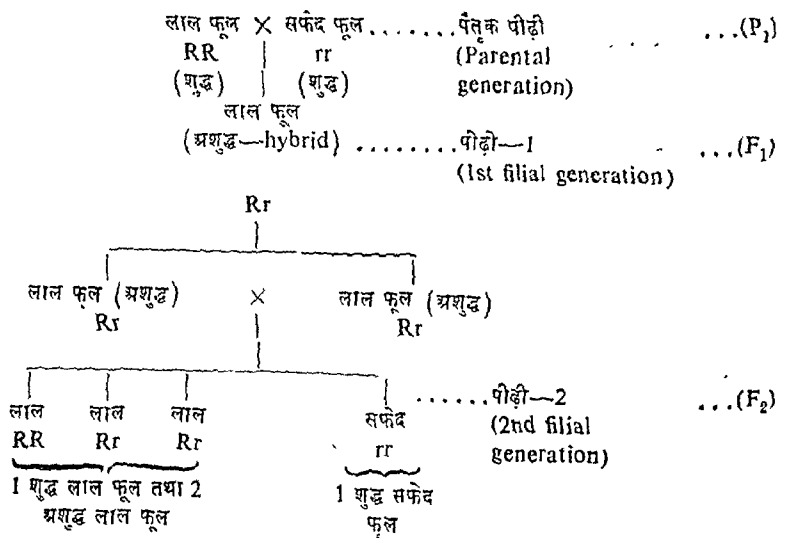 लाल फूल × सफेद फूल........पैतृक पीढ़ी ...(P₁)
RR rr (Parental
(शुद्ध) (शुद्ध) generation)
लाल फूल
(अशुद्ध—hybrid) .........पीढ़ी—1 ...(F₁)
(1st filial generation)
Rr
लाल फूल (अशुद्ध) × लाल फूल (अशुद्ध)
Rr Rr
लाल लाल लाल सफेद ......पीढ़ी—2 ...(F₂)
RR Rr Rr rr (2nd filial
generation)
1 शुद्ध लाल फूल तथा 2 1 शुद्ध सफेद
अशुद्ध लाल फूल फूल